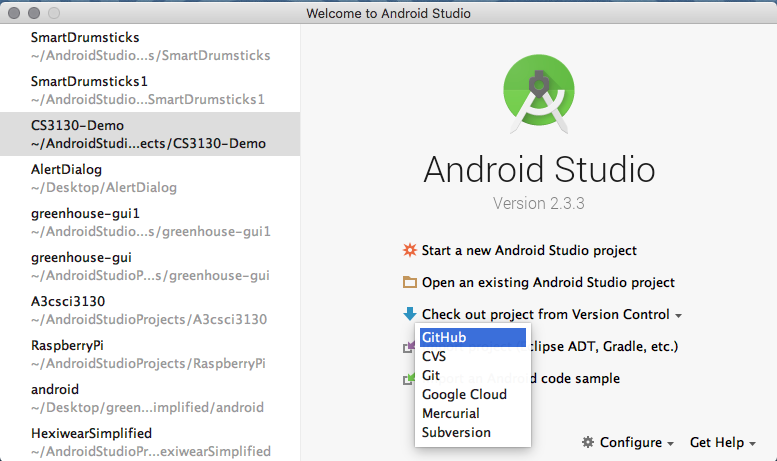 Welcome to Android Studio
SmartDrumsticks
~/AndroidStudio...s/SmartDrumsticks
SmartDrumsticks1
~/AndroidStudio...SmartDrumsticks1
CS3130-Demo
~/AndroidStudi...ects/CS3130-Demo
AlertDialog
~/Desktop/AlertDialog
greenhouse-gui1
~/AndroidStudio...s/greenhouse-gui1
greenhouse-gui
~/AndroidStudioP...s/greenhouse-gui
A3csci3130
~/AndroidStudioProjects/A3csci3130
RaspberryPi
~/AndroidStudioProjects/RaspberryPi
android
~/Desktop/green...implified/android
HexiwearSimplified
~/AndroidStudioPr...exiwearSimplified
Android Studio
Version 2.3.3
Start a new Android Studio project
Open an existing Android Studio project
Check out project from Version Control
GitHub
CVS
Git
Google Cloud
Mercurial
Subversion
clipse ADT, Gradle, etc.)
Android code sample
Configure
Get Help